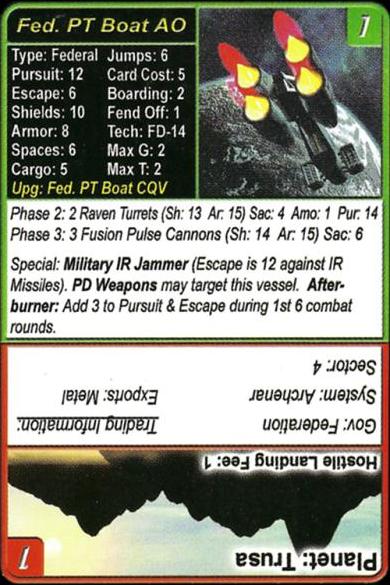 Fed. PT Boat AO
1
Type: Federal Jumps: 6
Pursuit: 12 Card Cost: 5
Escape: 6 Boarding: 2
Shields: 10 Fend Off: 1
Armor: 8 Tech: FD-14
Spaces: 6 Max G: 2
Cargo: 5 Max T: 2
Upg: Fed. PT Boat CQV
Phase 2: 2 Raven Turrets (Sh: 13 Ar: 15) Sac: 4 Amo: 1 Pur: 14
Phase 3: 3 Fusion Pulse Cannons (Sh: 14 Ar: 15) Sac: 6
Special: Military IR Jammer (Escape is 12 against IR
Missiles). PD Weapons may target this vessel. After-
burner: Add 3 to Pursuit & Escape during 1st 6 combat
rounds.
Planet: Trusa
1
Hostile Landing Fee: 1
Gov: Federation Trading Information:
System: Archenar Exports: Metal
Sector: 4